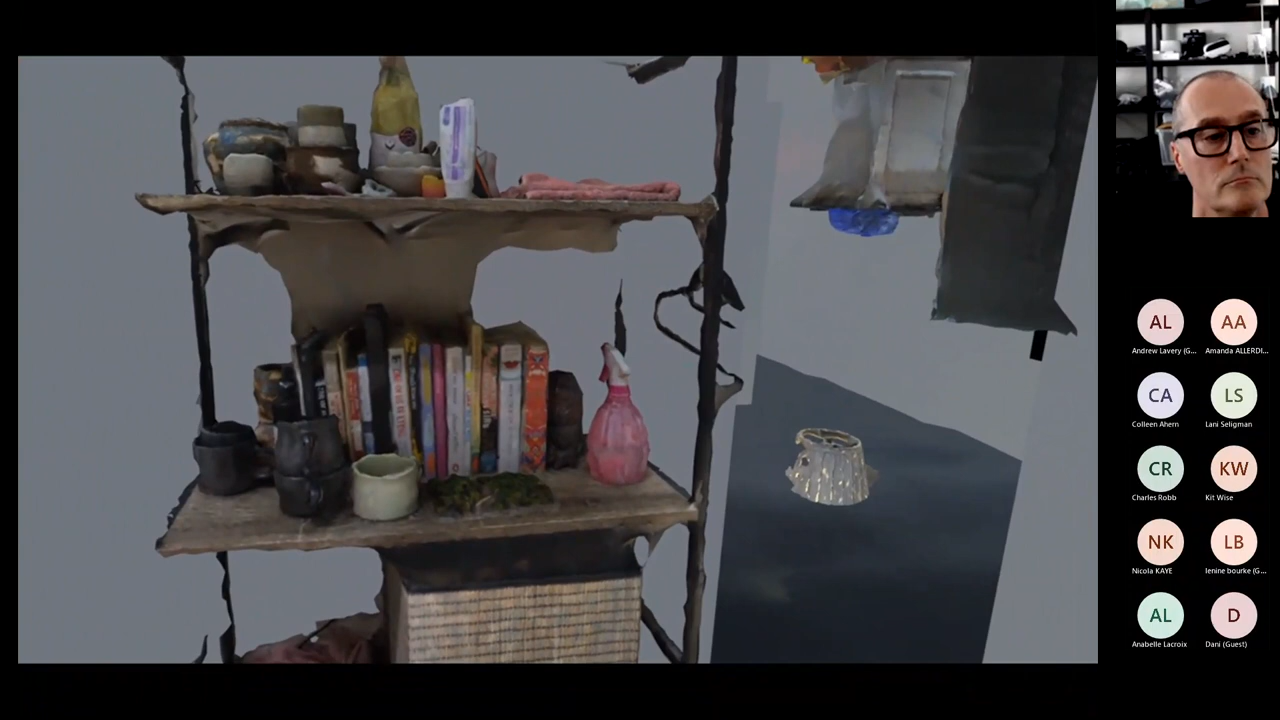 AL
AA
Andrew Lavery (G...
Amanda ALLERDI...
CA
LS
Colleen Ahern
Lani Seligman
CR
KW
Charles Robb
Kit Wise
NK
LB
Nicola KAYE
lenine bourke (G...
AL
D
Anabelle Lacroix
Dani (Guest)